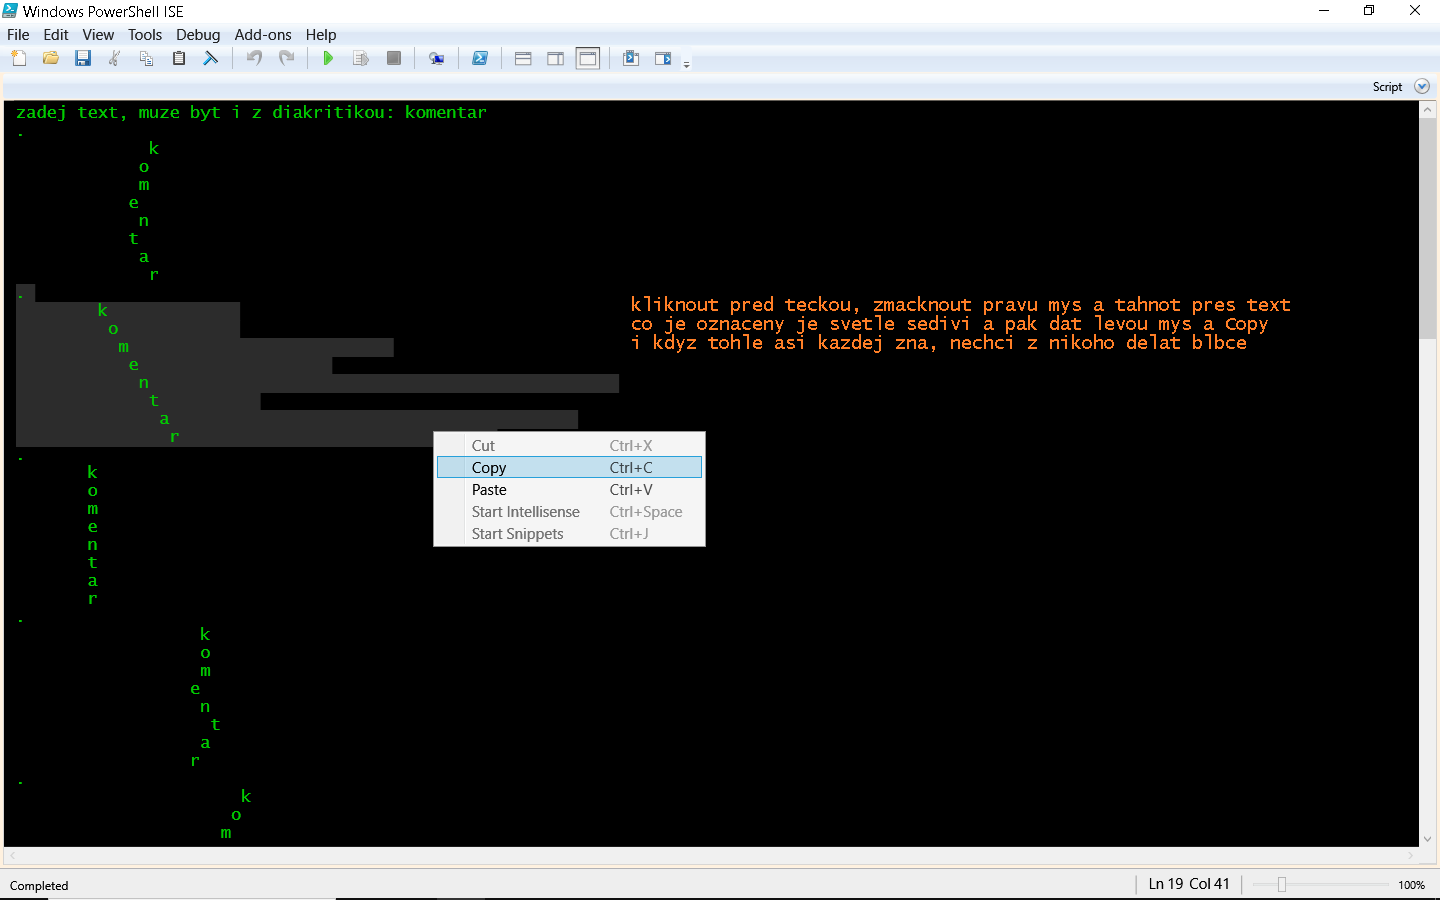 Windows PowerShell ISE
File Edit View Tools Debug Add-ons Help
Script
zadej text, muze byt i z diakritikou: komentar
.
k
o
m
e
n
t
a
r
.
k
o
m
e
n
t
a
r
kliknout pred teckou, zmacknout pravu mys a tahnot pres text
co je oznaceny je svetle sedivi a pak dat levou mys a Copy
i kdyz tohle asi kazdej zna, nechci z nikoho delat blbce
Cut Ctrl+X
Copy Ctrl+C
Paste Ctrl+V
Start Intellisense Ctrl+Space
Start Snippets Ctrl+J
.
k
o
m
e
n
t
a
r
.
k
o
m
e
n
t
a
r
.
k
o
m
Completed
Ln 19 Col 41
100%